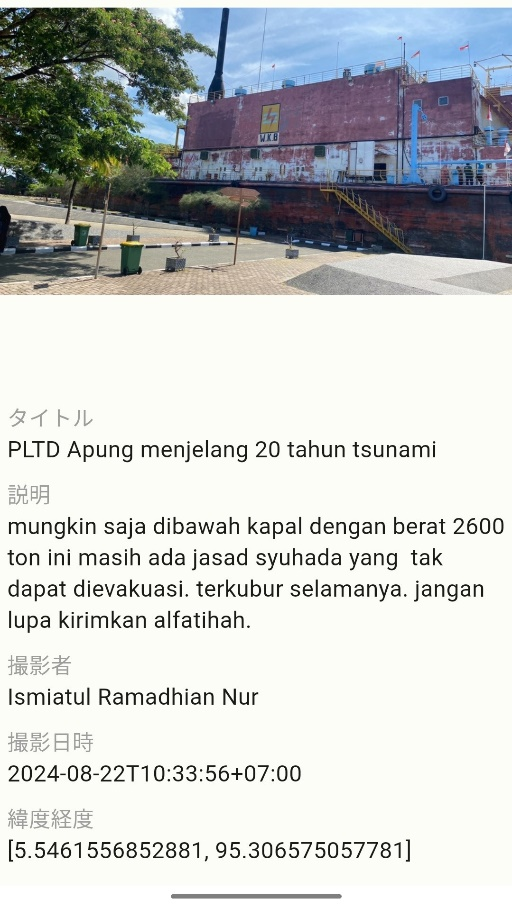 WKB
タイトル
PLTD Apung menjelang 20 tahun tsunami
説明
mungkin saja dibawah kapal dengan berat 2600
ton ini masih ada jasad syuhada yang  tak
dapat dievakuasi. terkubur selamanya. jangan
lupa kirimkan alfatihah.
撮影者
Ismiatul Ramadhian Nur
撮影日時
2024-08-22T10:33:56+07:00
緯度経度
[5.5461556852881, 95.306575057781]